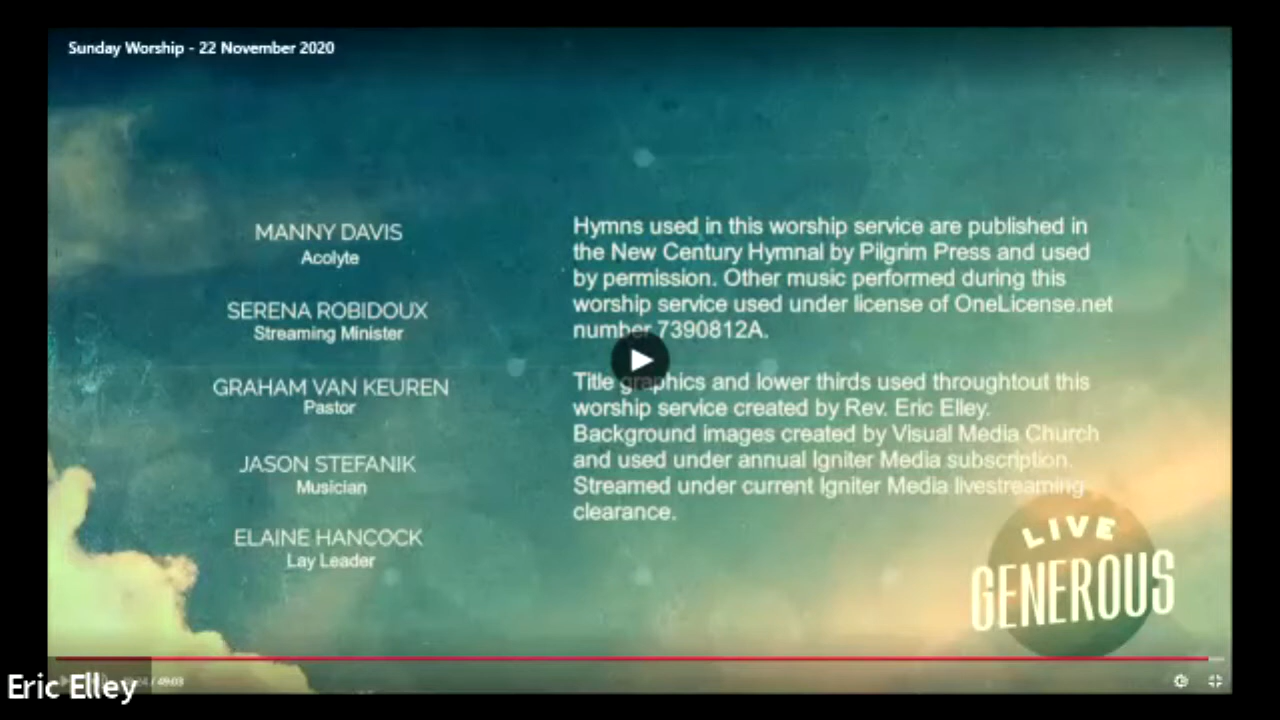 Sunday Worship - 22 November 2020
MANNY DAVIS
Acolyte
SERENA ROBIDOUX
Streaming Minister
GRAHAM VAN KEUREN
Pastor
JASON STEFANIK
Musician
ELAINE HANCOCK
Lay Leader
Hymns used in this worship service are published in
the New Century Hymnal by Pilgrim Press and used
by permission. Other music performed during this
worship service used under license of OneLicense.net
number 7390812A.
Title graphics and lower thirds used throughtout this
worship service created by Rev. Eric Elley.
Background images created by Visual Media Church
and used under annual Igniter Media subscription.
Streamed under current Igniter Media livestreaming
clearance.
LIVE
GENEROUS
/ 49:03
Eric Elley